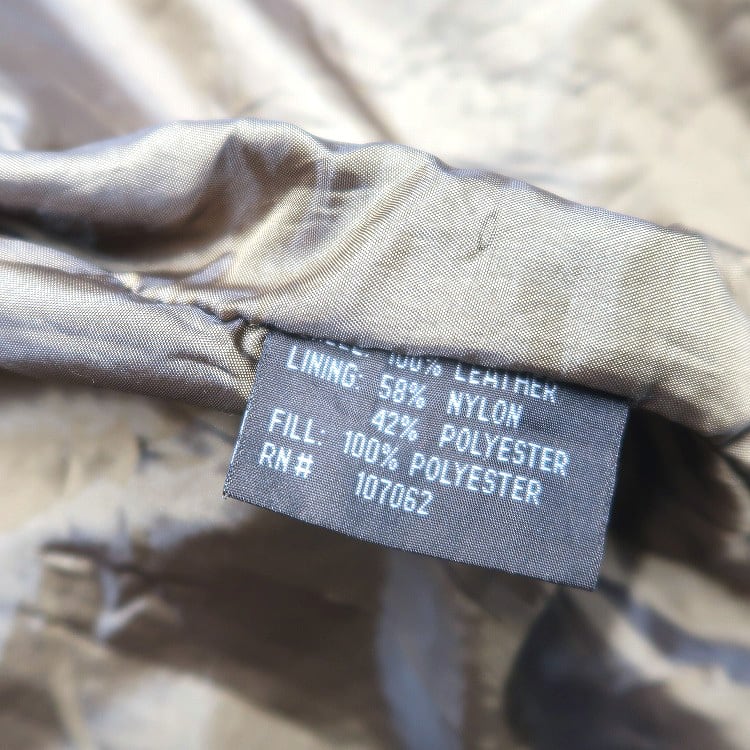 100% LEATHER
LINING: 58% NYLON
42% POLYESTER
FILL: 100% POLYESTER
RN# 107062